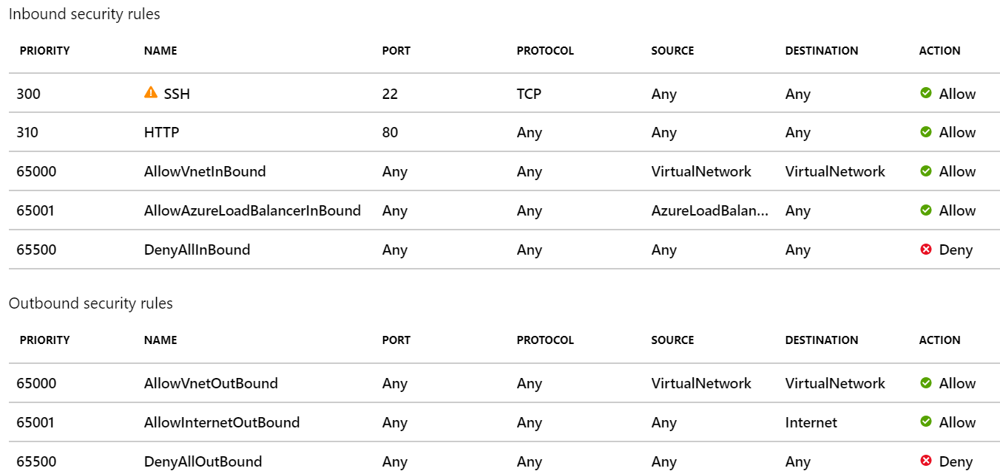 Inbound security rules
PRIORITY NAME PORT PROTOCOL SOURCE DESTINATION ACTION
300 SSH 22 TCP Any Any Allow
310 HTTP 80 Any Any Any Allow
65000 AllowVnetInBound Any Any VirtualNetwork VirtualNetwork Allow
65001 AllowAzureLoadBalancerInBound Any Any AzureLoadBalan... Any Allow
65500 DenyAllInBound Any Any Any Any Deny
Outbound security rules
PRIORITY NAME PORT PROTOCOL SOURCE DESTINATION ACTION
65000 AllowVnetOutBound Any Any VirtualNetwork VirtualNetwork Allow
65001 AllowInternetOutBound Any Any Any Internet Allow
65500 DenyAllOutBound Any Any Any Any Deny